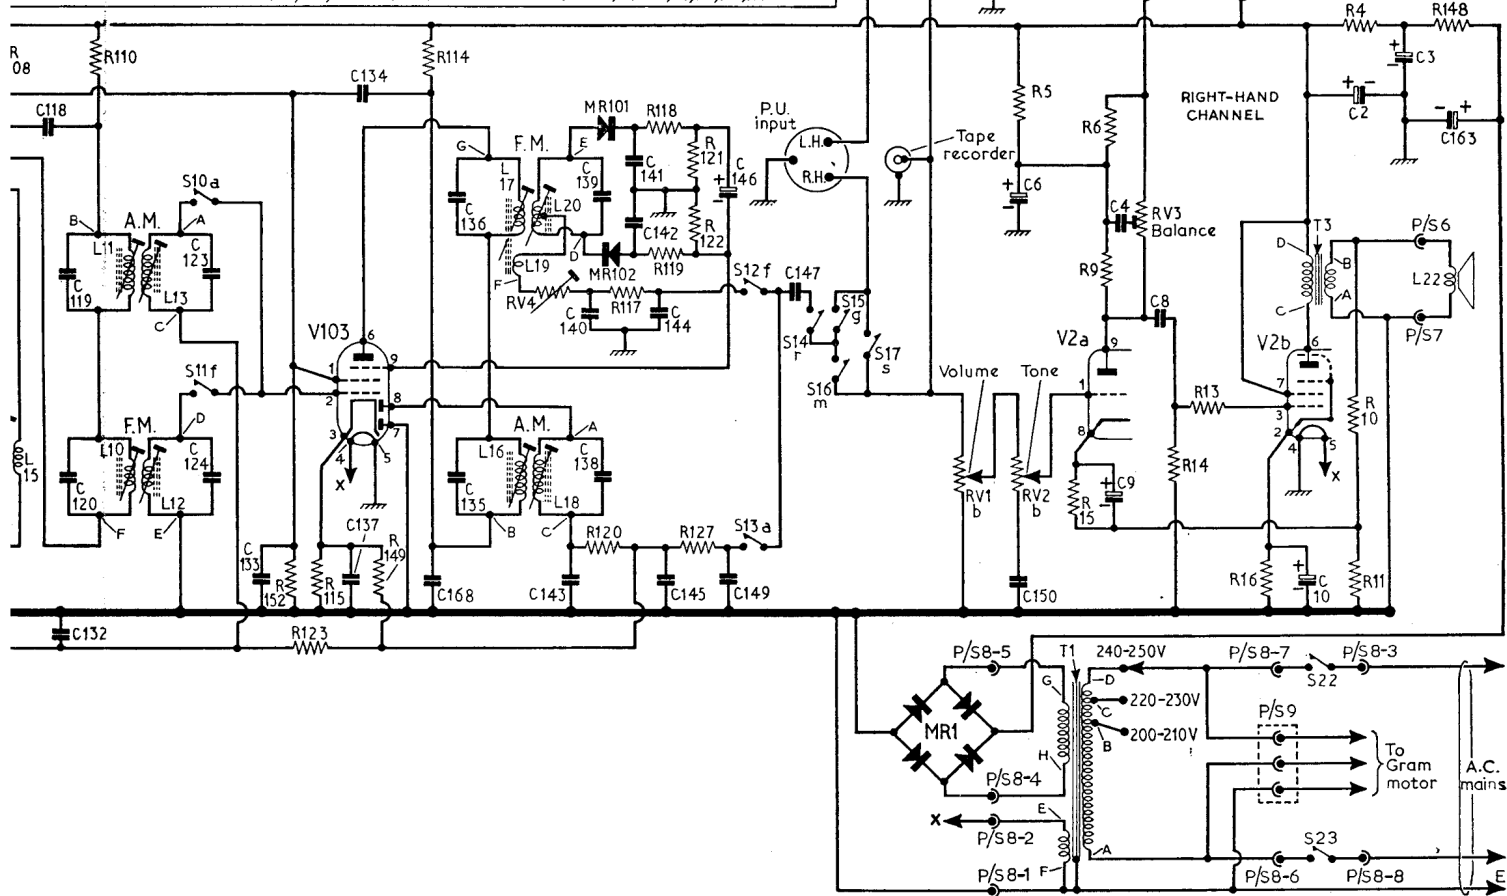 R
08
R110
C118
C134
R114
S10a
B
A.M.
A
L11
C
119
L13
C
123
C
S11f
F.M.
D
L10
C
120
L12
C
124
F
E
L
15
V103
6
9
1
2
8
7
3
4
5
X
C
133
R
152
R
115
C137
R
149
C168
C132
R123
G
F.M.
E
L
17
C
136
L20
C
139
D
L19
F
MR101
R118
C
141
R
121
C
146
+
-
C142
R
122
MR102
R119
RV4
R117
C
140
C
144
A.M.
A
L16
C
135
L18
C
138
B
C
R120
R127
S13a
C143
C145
C149
S12f
C147
S14
r
S15
g
S16
m
S17
s
P.U.
input
L.H.
R.H.
Tape
recorder
Volume
RV1
b
Tone
RV2
b
C150
R5
+
-
C6
R6
C4
RV3
Balance
R9
C8
V2a
9
1
8
R
15
+
-
C9
R13
R14
RIGHT-HAND
CHANNEL
R4
R148
+
-
C3
+ -
C2
- +
C163
T3
D
B
C
A
P/S6
L22
P/S7
V2b
6
7
3
2
4
5
X
R
10
R16
+
-
C
10
R11
P/S8-5
T1
240-250V
G
D
220-230V
C
200-210V
B
MR1
H
P/S8-4
E
X
P/S8-2
F
A
P/S8-1
P/S8-7
S22
P/S8-3
P/S9
To
Gram
motor
A.C.
mains
S23
P/S8-6
P/S8-8
E